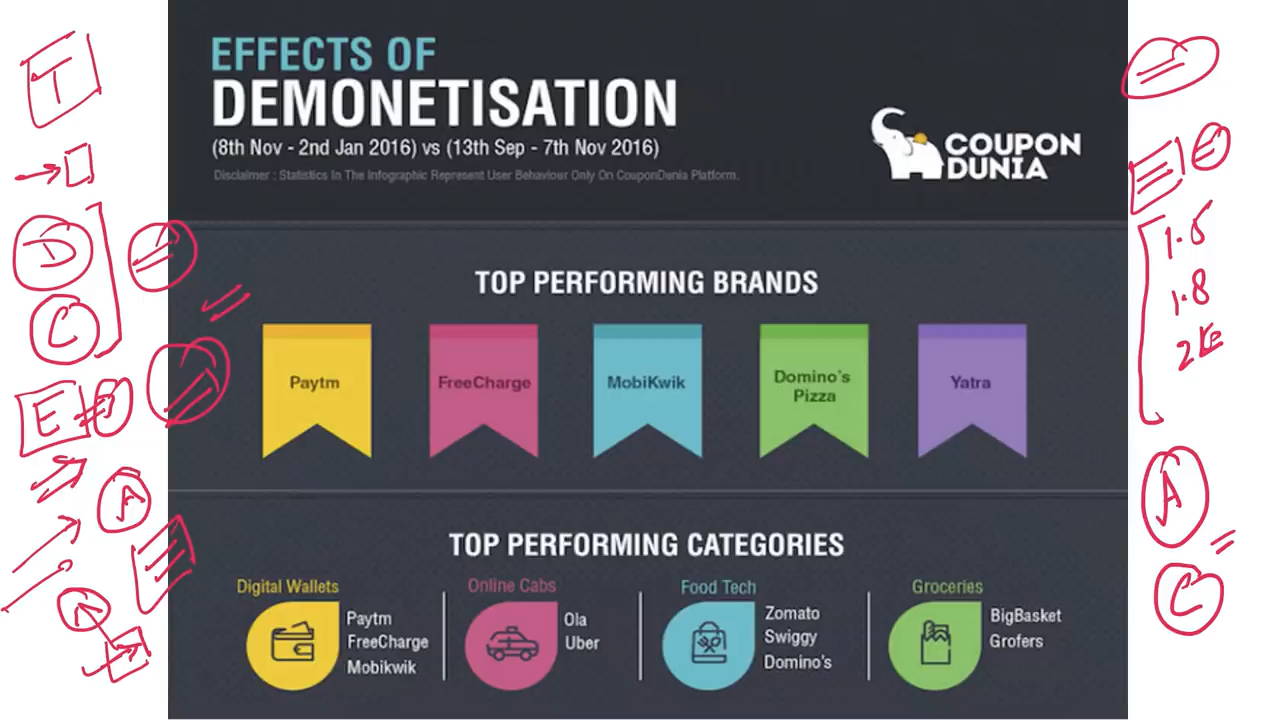 EFFECTS OF
DEMONETISATION
(8th Nov - 2nd Jan 2016) vs (13th Sep - 7th Nov 2016)
Disclaimer : Statistics In The Infographic Represent User Behaviour Only On CouponDunia Platform.
COUPON
DUNIA
TOP PERFORMING BRANDS
Paytm
FreeCharge
MobiKwik
Domino's
Pizza
Yatra
TOP PERFORMING CATEGORIES
Digital Wallets
Paytm
FreeCharge
Mobikwik
Online Cabs
Ola
Uber
Food Tech
Zomato
Swiggy
Domino's
Groceries
BigBasket
Grofers
T
D
C
E
A
1.8
A
C